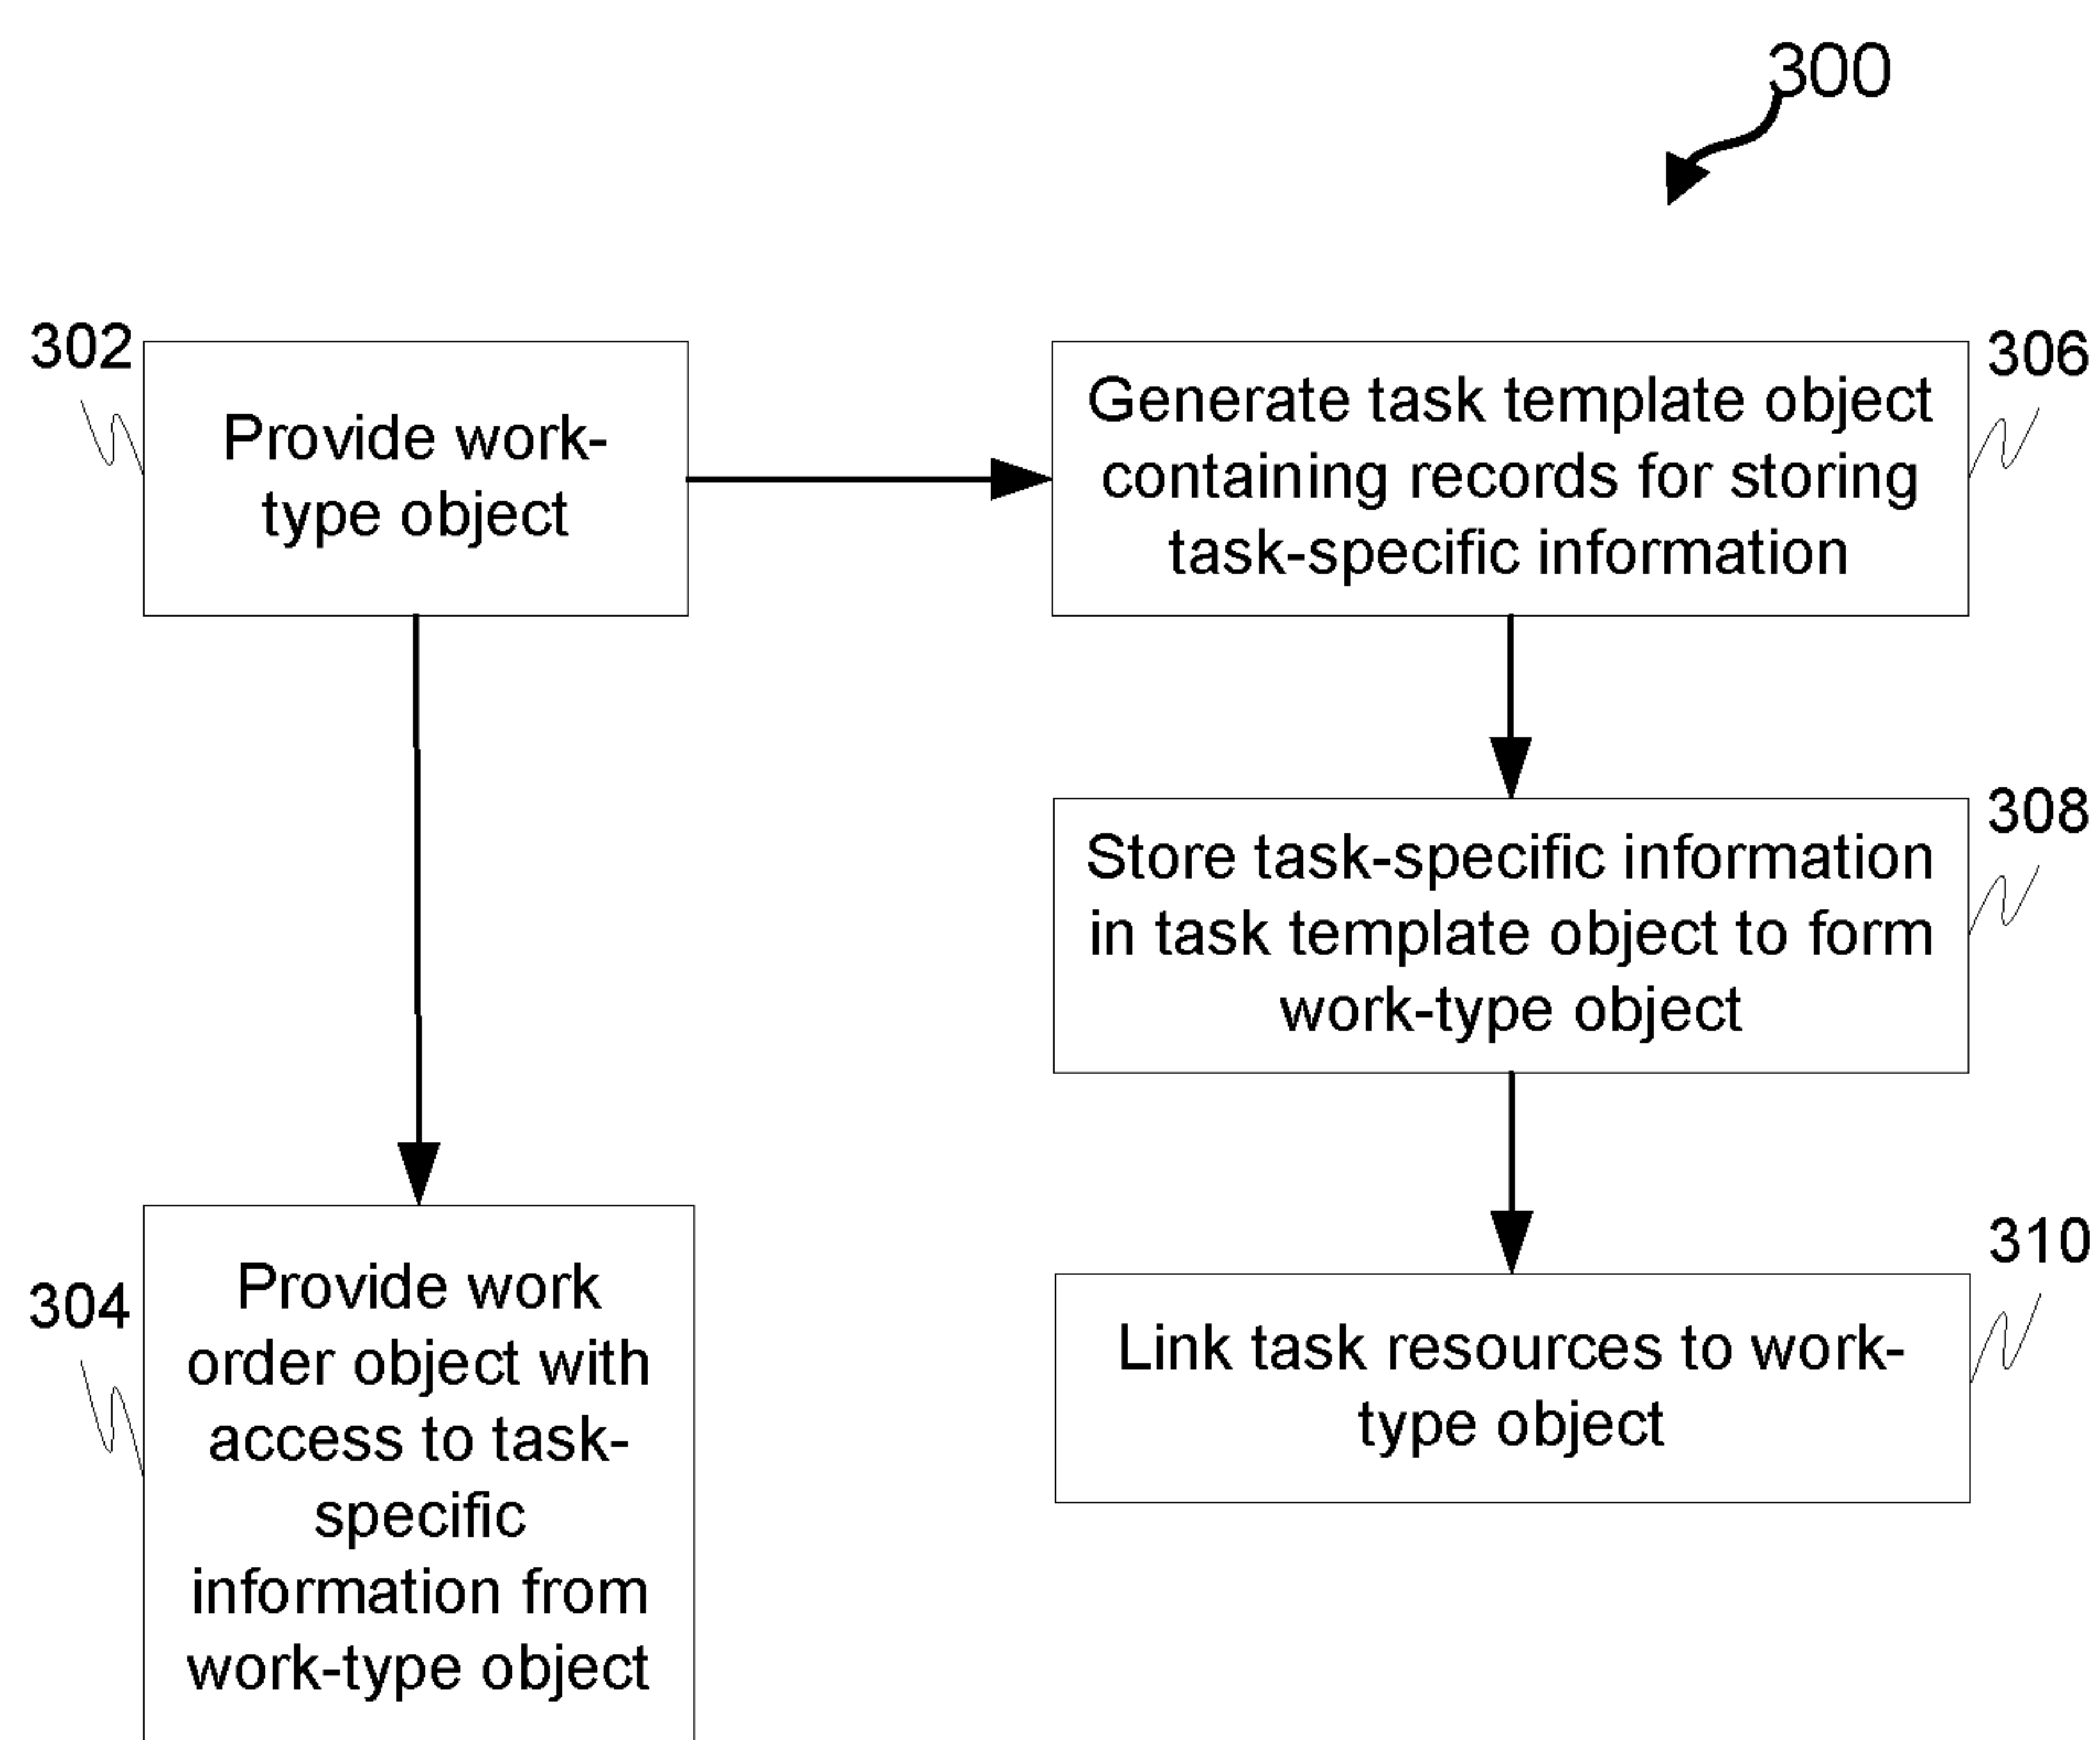 300
302
Provide work-
type object
306
Generate task template object
containing records for storing
task-specific information
308
Store task-specific information
in task template object to form
work-type object
304
Provide work
order object with
access to task-
specific
information from
work-type object
310
Link task resources to work-
type object